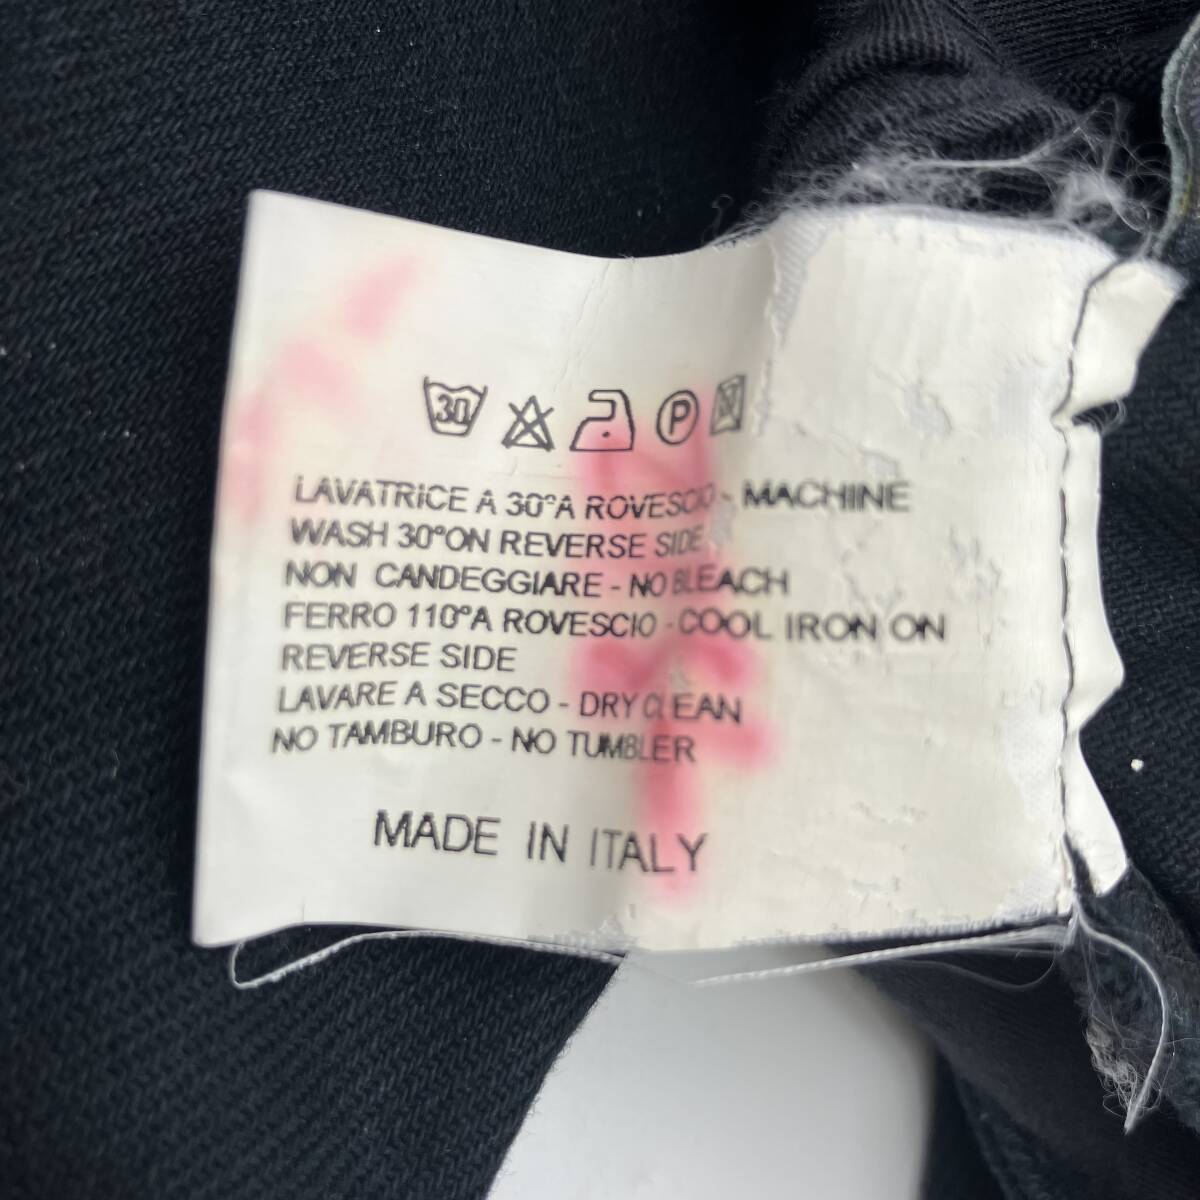 30 P
LAVATRICE A 30°A ROVESCIO - MACHINE
WASH 30°ON REVERSE SIDE
NON CANDEGGIARE - NO BLEACH
FERRO 110°A ROVESCIO - COOL IRON ON
REVERSE SIDE
LAVARE A SECCO - DRY CLEAN
NO TAMBURO - NO TUMBLER
MADE IN ITALY